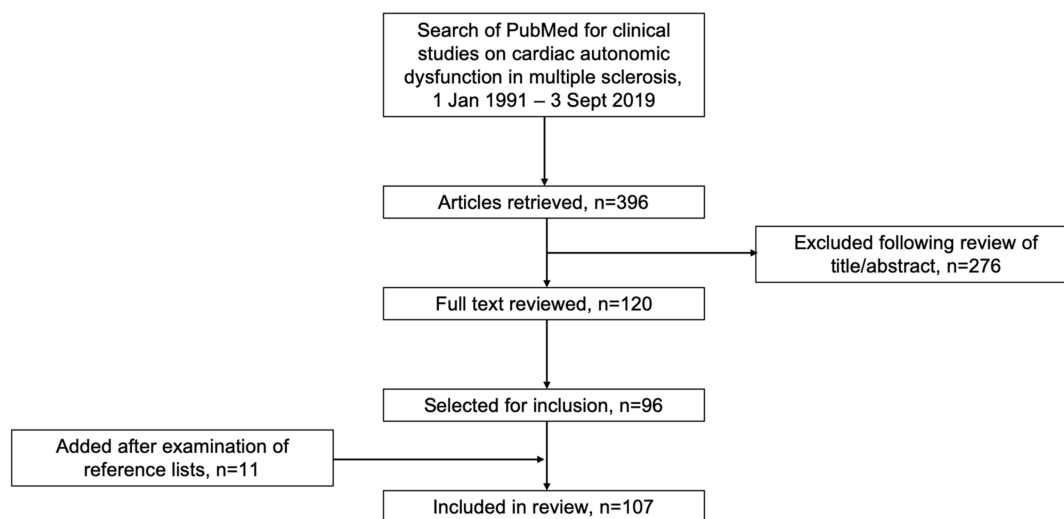 Search of PubMed for clinical
studies on cardiac autonomic
dysfunction in multiple sclerosis,
1 Jan 1991 – 3 Sept 2019
Articles retrieved, n=396
Excluded following review of
title/abstract, n=276
Full text reviewed, n=120
Selected for inclusion, n=96
Added after examination of
reference lists, n=11
Included in review, n=107